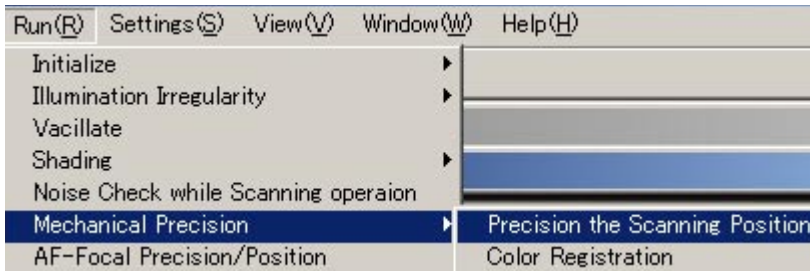 Run(R) Settings(S) View(V) Window(W) Help(H)
Initialize
Illumination Irregularity
Vacillate
Shading
Noise Check while Scanning operaion
Mechanical Precision
Precision the Scanning Position
AF-Focal Precision/Position
Color Registration